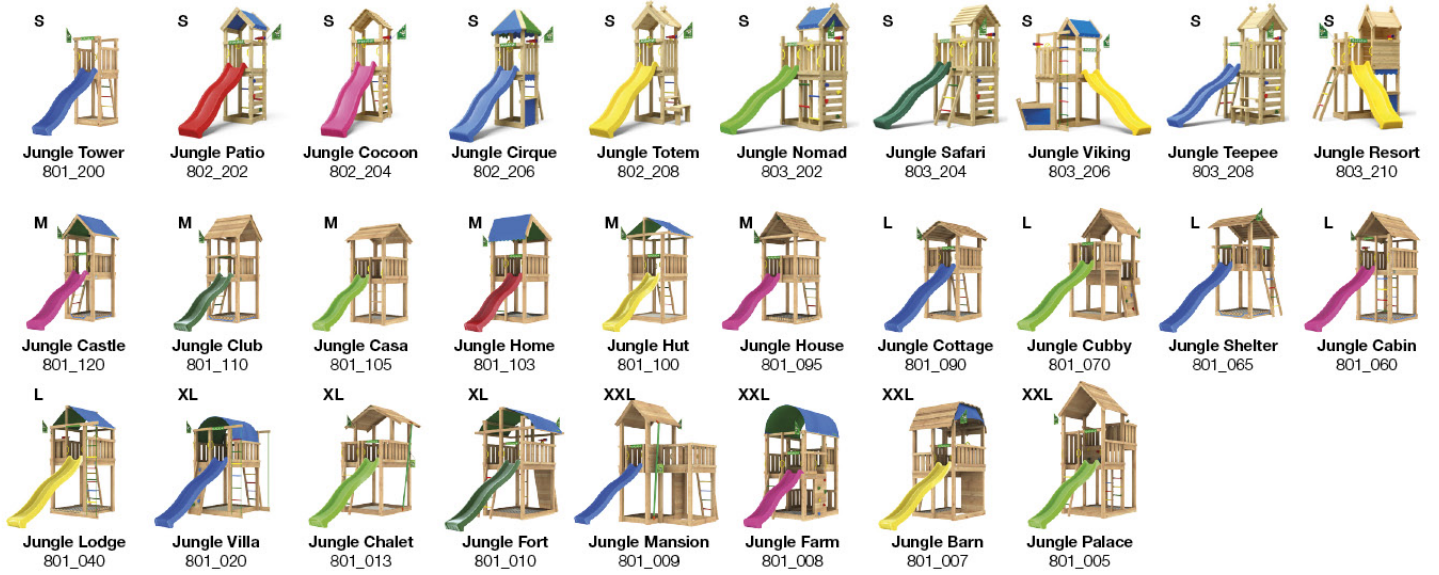 S S S S S S S S S S
Jungle Tower Jungle Patio Jungle Cocoon Jungle Cirque Jungle Totem Jungle Nomad Jungle Safari Jungle Viking Jungle Teepee Jungle Resort
801_200 802_202 802_204 802_206 802_208 803_202 803_204 803_206 803_208 803_210
M M M M M M L L L L
Jungle Castle Jungle Club Jungle Casa Jungle Home Jungle Hut Jungle House Jungle Cottage Jungle Cubby Jungle Shelter Jungle Cabin
801_120 801_110 801_105 801_103 801_100 801_095 801_090 801_070 801_065 801_060
L XL XL XL XXL XXL XXL XXL
Jungle Lodge Jungle Villa Jungle Chalet Jungle Fort Jungle Mansion Jungle Farm Jungle Barn Jungle Palace
801_040 801_020 801_013 801_010 801_009 801_008 801_007 801_005